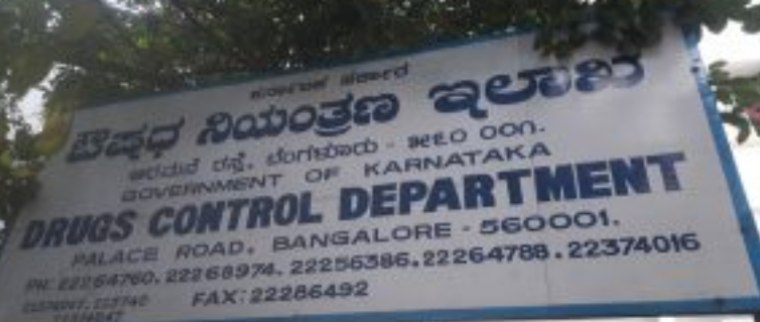 ಕರ್ನಾಟಕ ಸರ್ಕಾರ
ಔಷಧ ನಿಯಂತ್ರಣ ಇಲಾಖೆ
ಅರಮನೆ ರಸ್ತೆ, ಬೆಂಗಳೂರು - ೫೬೦ ೦೦೧.
GOVERNMENT OF KARNATAKA
DRUGS CONTROL DEPARTMENT
PALACE ROAD, BANGALORE - 560001.
PH: 22264760, 22268974, 22256386, 22264788, 22374016
FAX: 22286492